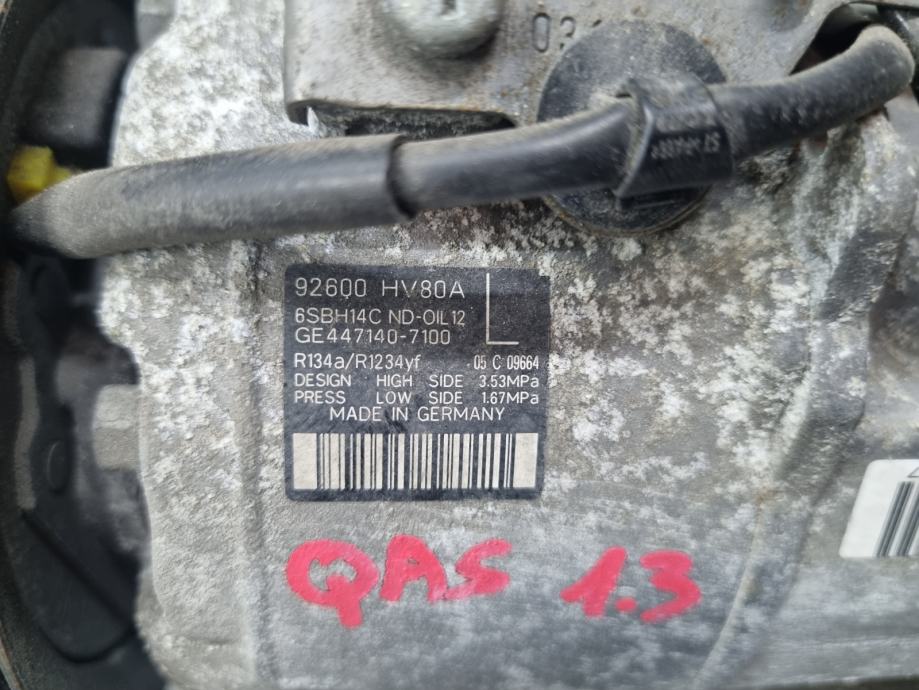 92600 HV80A L
6SBH14C ND-OIL12
GE447140-7100
R134a/R1234yf 05 C 09664
DESIGN HIGH SIDE 3.53MPa
PRESS LOW SIDE 1.67MPa
MADE IN GERMANY
QAS 1.3